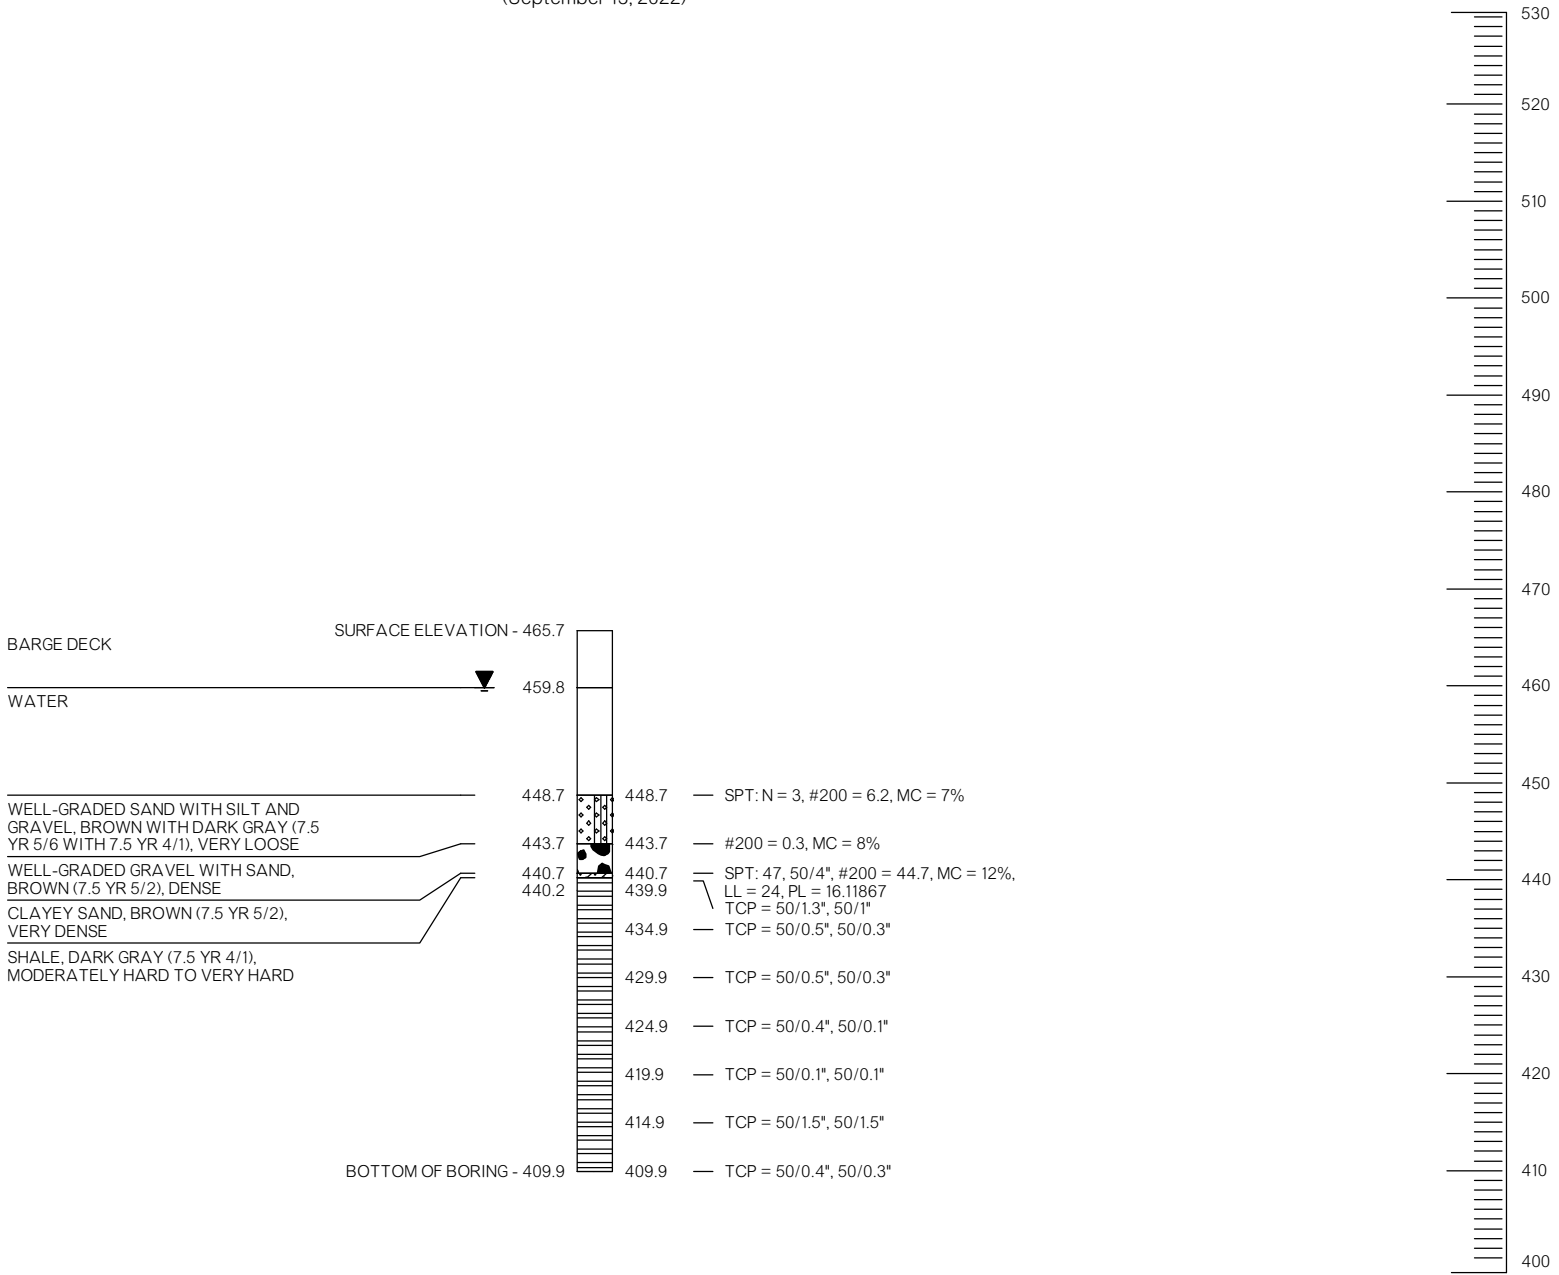 530
520
510
500
490
480
470
SURFACE ELEVATION - 465.7
BARGE DECK
459.8
460
WATER
450
448.7
448.7
SPT: N = 3, #200 = 6.2, MC = 7%
WELL-GRADED SAND WITH SILT AND
GRAVEL, BROWN WITH DARK GRAY (7.5
YR 5/6 WITH 7.5 YR 4/1), VERY LOOSE
443.7
443.7
#200 = 0.3, MC = 8%
WELL-GRADED GRAVEL WITH SAND,
BROWN (7.5 YR 5/2), DENSE
440.7
440.7
SPT: 47, 50/4", #200 = 44.7, MC = 12%,
LL = 24, PL = 16.11867
440
440.2
439.9
TCP = 50/1.3", 50/1"
CLAYEY SAND, BROWN (7.5 YR 5/2),
VERY DENSE
434.9
TCP = 50/0.5", 50/0.3"
SHALE, DARK GRAY (7.5 YR 4/1),
MODERATELY HARD TO VERY HARD
429.9
TCP = 50/0.5", 50/0.3"
430
424.9
TCP = 50/0.4", 50/0.1"
419.9
TCP = 50/0.1", 50/0.1"
420
414.9
TCP = 50/1.5", 50/1.5"
BOTTOM OF BORING - 409.9
409.9
TCP = 50/0.4", 50/0.3"
410
400